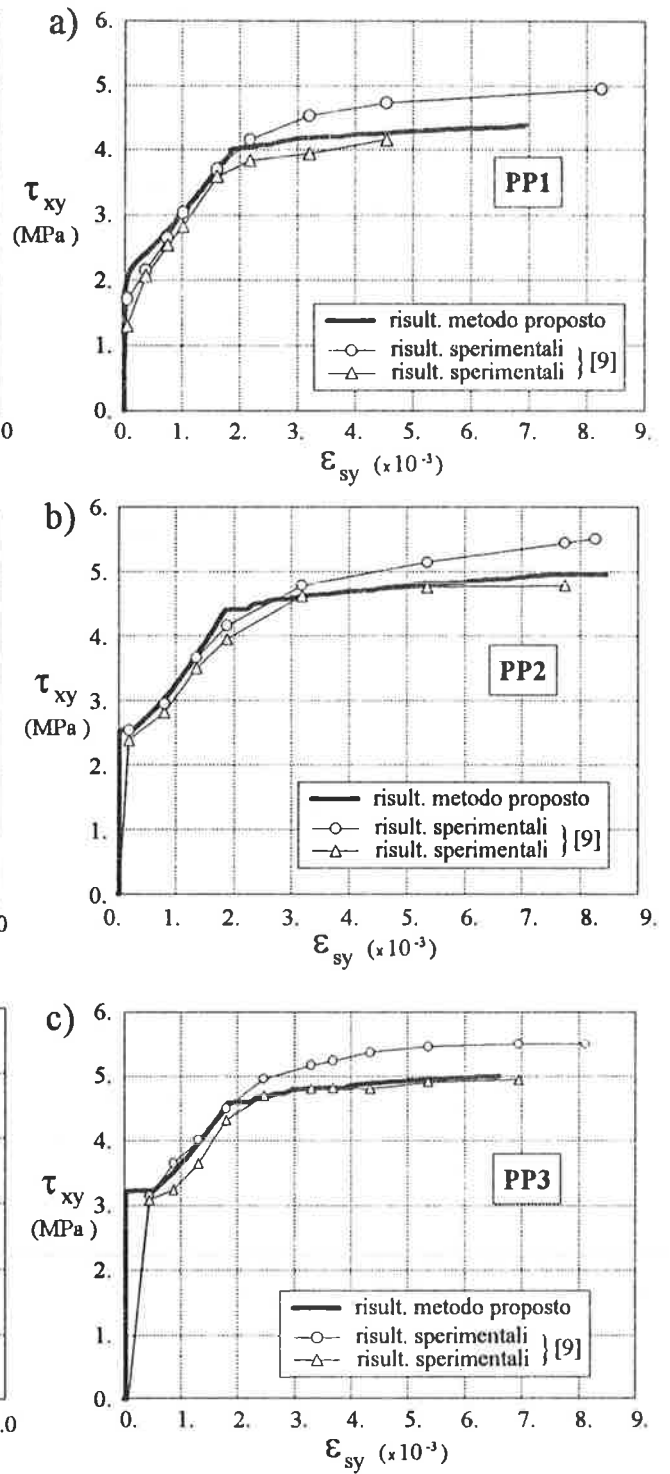 a)
6.
5.
4.
τxy
(MPa)
3.
2.
1.
0.
PP1
risult. metodo proposto
risult. sperimentali
risult. sperimentali
} [9]
0. 1. 2. 3. 4. 5. 6. 7. 8. 9.
εsy (x10⁻³)
0
b)
6.
5.
4.
τxy
(MPa)
3.
2.
1.
0.
PP2
risult. metodo proposto
risult. sperimentali
risult. sperimentali
} [9]
0. 1. 2. 3. 4. 5. 6. 7. 8. 9.
εsy (x10⁻³)
0
c)
6.
5.
4.
τxy
(MPa)
3.
2.
1.
0.
PP3
risult. metodo proposto
risult. sperimentali
risult. sperimentali
} [9]
0. 1. 2. 3. 4. 5. 6. 7. 8. 9.
εsy (x10⁻³)
.0